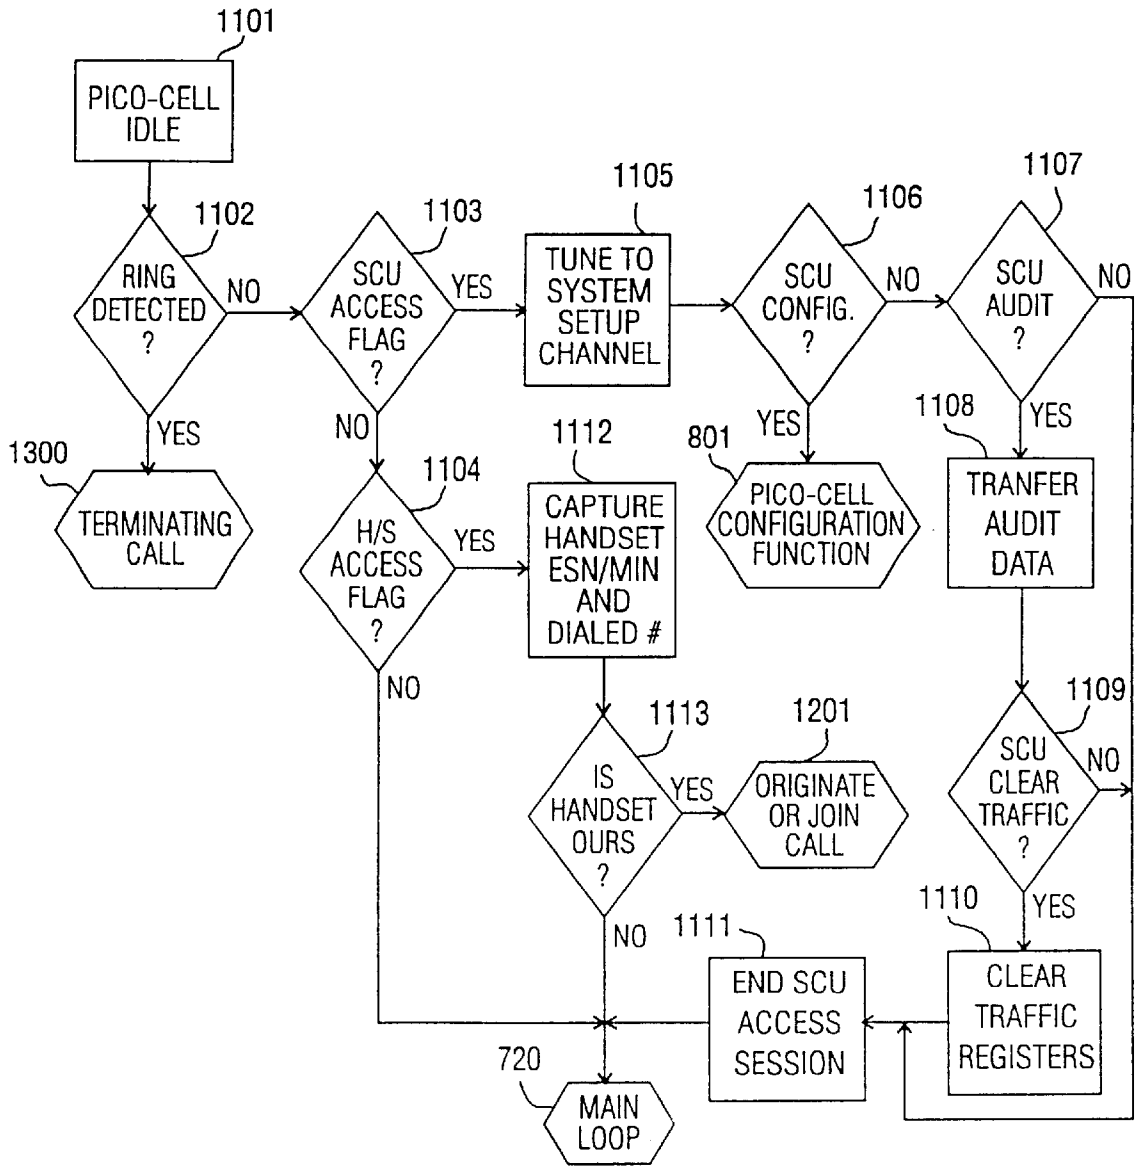 1101
PICO-CELL
IDLE
1102
RING
DETECTED
?
NO
YES
1300
TERMINATING
CALL
1103
SCU
ACCESS
FLAG
?
YES
NO
1104
H/S
ACCESS
FLAG
?
YES
NO
1105
TUNE TO
SYSTEM
SETUP
CHANNEL
1106
SCU
CONFIG.
?
NO
YES
801
PICO-CELL
CONFIGURATION
FUNCTION
1107
SCU
AUDIT
?
NO
YES
1108
TRANFER
AUDIT
DATA
1109
SCU
CLEAR
TRAFFIC
?
NO
YES
1110
CLEAR
TRAFFIC
REGISTERS
1111
END SCU
ACCESS
SESSION
1112
CAPTURE
HANDSET
ESN/MIN
AND
DIALED #
1113
IS
HANDSET
OURS
?
YES
NO
1201
ORIGINATE
OR JOIN
CALL
720
MAIN
LOOP